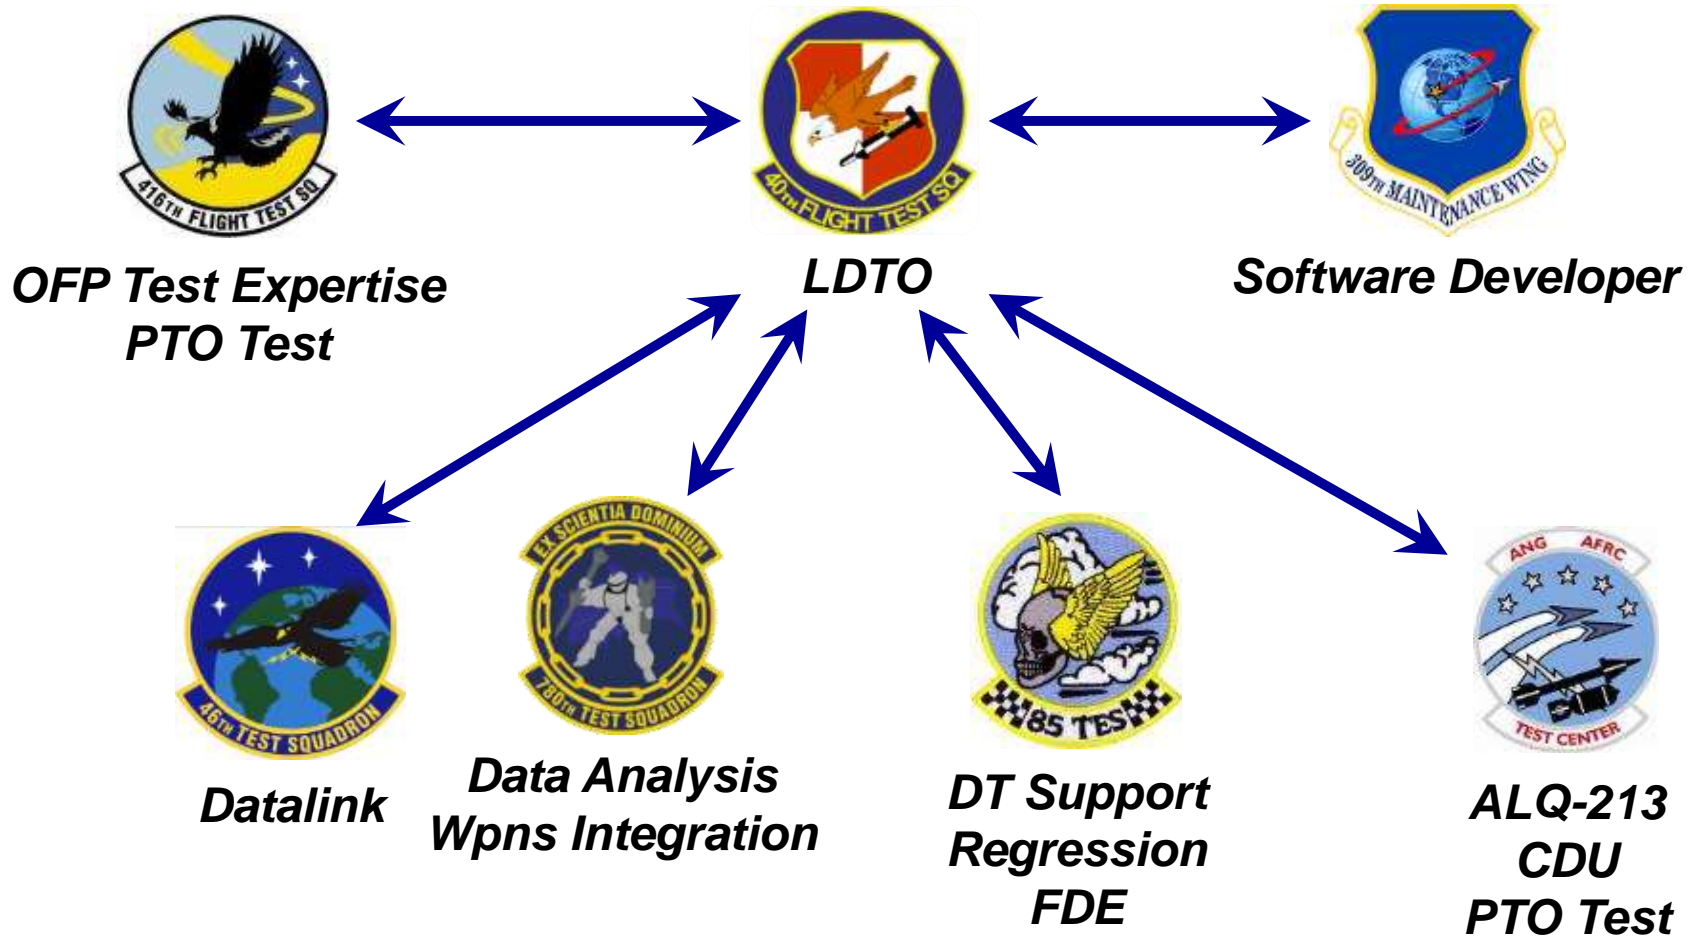 416TH FLIGHT TEST SQ
40TH FLIGHT TEST SQ
309TH MAINTENANCE WING
OFP Test Expertise
PTO Test
LDTO
Software Developer
46TH TEST SQUADRON
EX SCIENTIA DOMINIUM
780TH TEST SQUADRON
85 TES
ANG AFRC
TEST CENTER
Datalink
Data Analysis
Wpns Integration
DT Support
Regression
FDE
ALQ-213
CDU
PTO Test